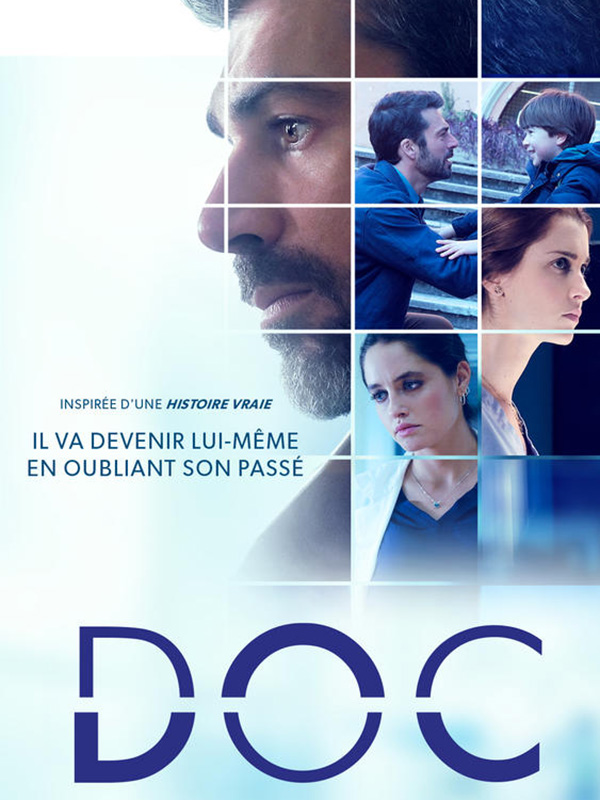 INSPIRÉE D'UNE HISTOIRE VRAIE
IL VA DEVENIR LUI-MÊME
EN OUBLIANT SON PASSÉ
DOC